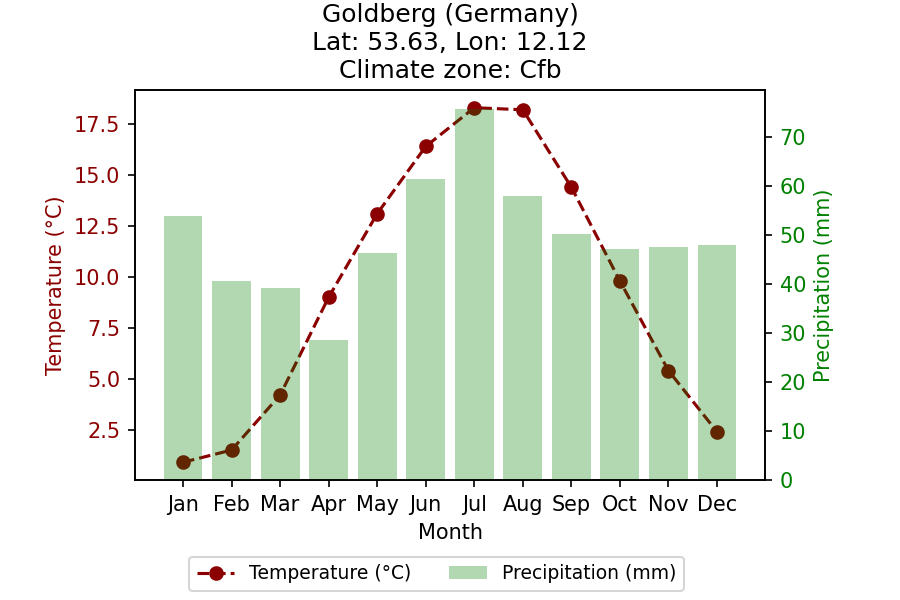 Goldberg (Germany)
Lat: 53.63, Lon: 12.12
Climate zone: Cfb
17.5
15.0
12.5
10.0
7.5
5.0
2.5
Temperature (°C)
70
60
50
40
30
20
10
0
Precipitation (mm)
Jan Feb Mar Apr May Jun Jul Aug Sep Oct Nov Dec
Month
Temperature (°C) Precipitation (mm)